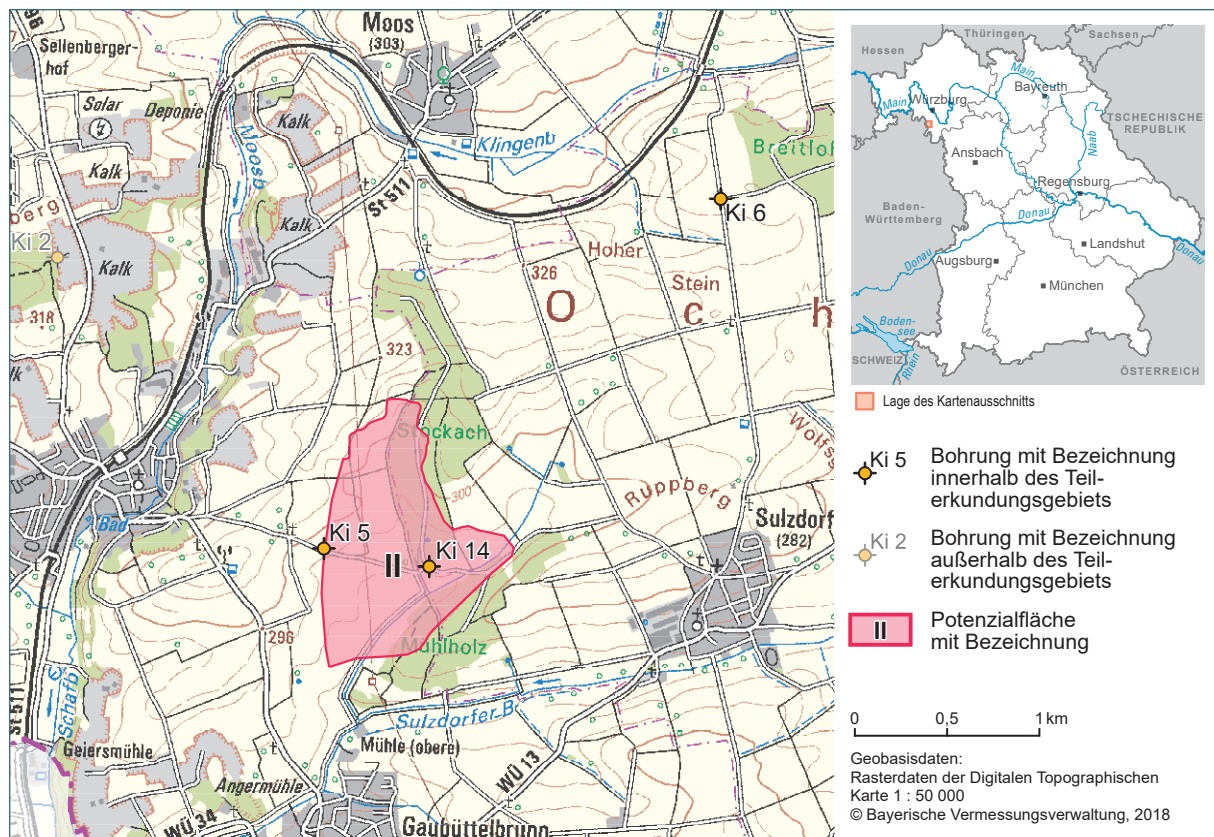 96
Sellenberger-
hof
Moos
(303)
Solar
Deponie
Kalk
Kalk
Moosb
Klingenb
Breitlo
Kalk
St 511
Ki 6
berg
Ki 2
Kalk
Kalk
Hoher
326
Stein
O
c
h
318
323
Stockach
Wolfsg
300
Ruppberg
Bad
Ki 5
II
Ki 14
Sulzdorf
(282)
296
Mühlholz
St 511
Schafb
Sulzdorfer B.
Geiersmühle
Mühle (obere)
WÜ 13
Angermühle
WÜ 34
Gaubüttelbrunn
Hessen
Thüringen
Sachsen
Main
Main
Würzburg
Bayreuth
TSCHECHISCHE
REPUBLIK
Naab
Ansbach
Regensburg
Baden-
Württemberg
Donau
Donau
Donau
Landshut
Augsburg
München
Boden-
see
SCHWEIZ
Rhein
ÖSTERREICH
Lage des Kartenausschnitts
Ki 5 Bohrung mit Bezeichnung
innerhalb des Teil-
erkundungsgebiets
Ki 2 Bohrung mit Bezeichnung
außerhalb des Teil-
erkundungsgebiets
II Potenzialfläche
mit Bezeichnung
0 0,5 1 km
Geobasisdaten:
Rasterdaten der Digitalen Topographischen
Karte 1 : 50 000
© Bayerische Vermessungsverwaltung, 2018